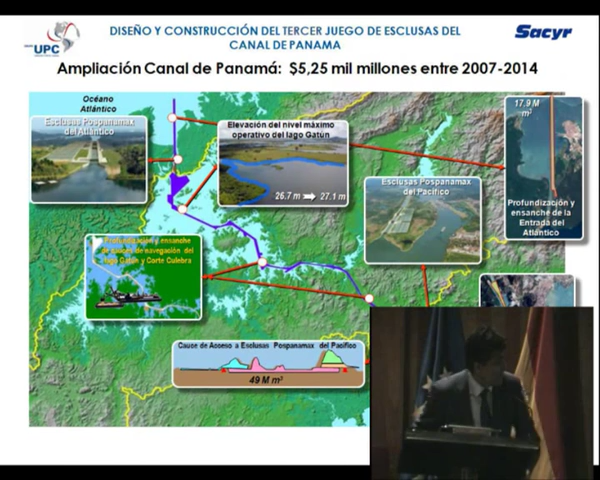 UPC
DISEÑO Y CONSTRUCCIÓN DEL TERCER JUEGO DE ESCLUSAS DEL
CANAL DE PANAMA
Sacyr
Ampliación Canal de Panamá: $5,25 mil millones entre 2007-2014
Océano
Atlántico
Esclusas Pospanamax
del Atlántico
Elevación del nivel máximo
operativo del lago Gatún
26.7 m 27.1 m
17.9 M
m³
Profundización y
ensanche de la
Entrada del
Atlántico
Esclusas Pospanamax
del Pacífico
Profundización y ensanche
de cauces de navegación del
lago Gatún y Corte Culebra
Cauce de Acceso a Esclusas Pospanamax del Pacífico
49 M m³